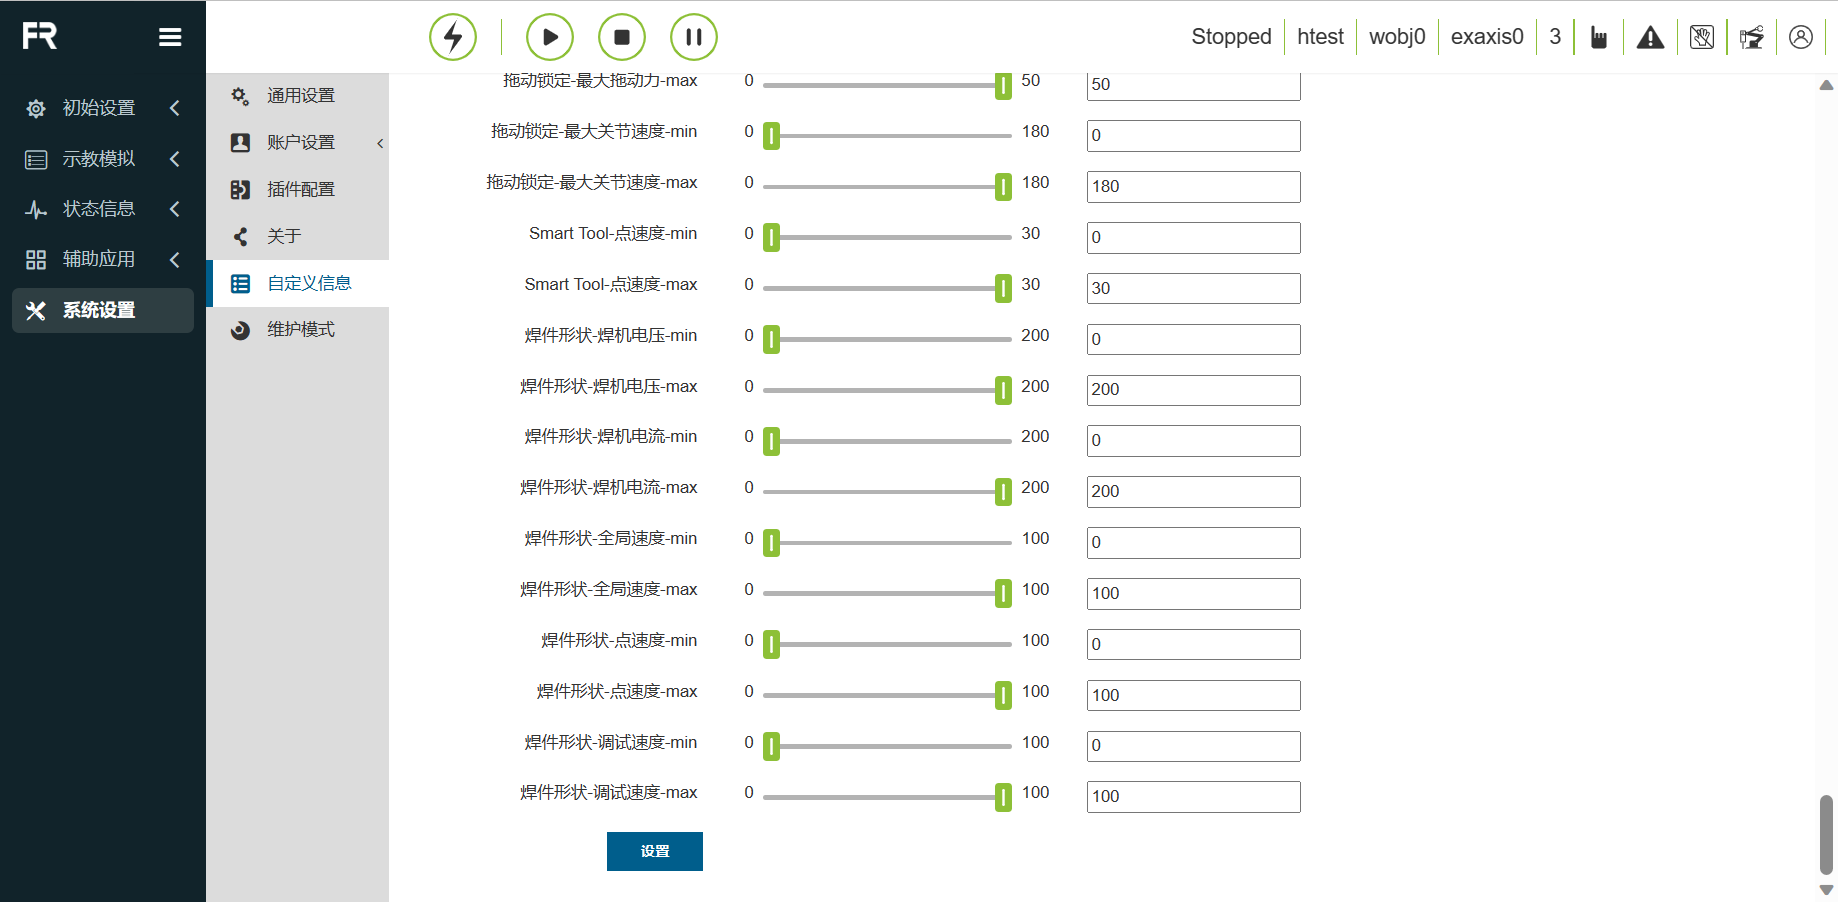 FR
Stopped
htest
wobj0
exaxis0
3
初始设置
示教模拟
状态信息
辅助应用
系统设置
通用设置
账户设置
插件配置
关于
自定义信息
维护模式
拖动锁定-最大拖动力-max 0 50 50
拖动锁定-最大关节速度-min 0 180 0
拖动锁定-最大关节速度-max 0 180 180
Smart Tool-点速度-min 0 30 0
Smart Tool-点速度-max 0 30 30
焊件形状-焊机电压-min 0 200 0
焊件形状-焊机电压-max 0 200 200
焊件形状-焊机电流-min 0 200 0
焊件形状-焊机电流-max 0 200 200
焊件形状-全局速度-min 0 100 0
焊件形状-全局速度-max 0 100 100
焊件形状-点速度-min 0 100 0
焊件形状-点速度-max 0 100 100
焊件形状-调试速度-min 0 100 0
焊件形状-调试速度-max 0 100 100
设置